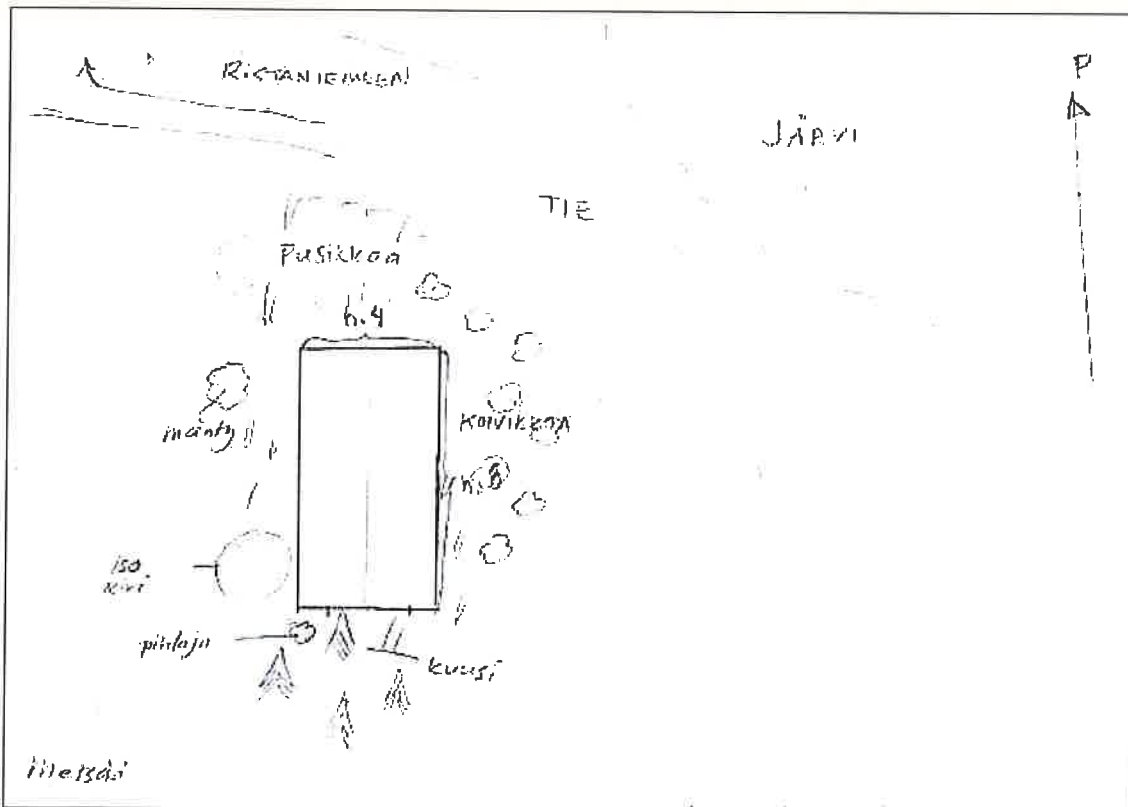 P
RISTANIEMEEN
JÄRVI
TIE
Pusikkoa
h.4
mänty
Koivikkoa
h. 8
iso
kivi
pihlaja
kuusi
Metsää